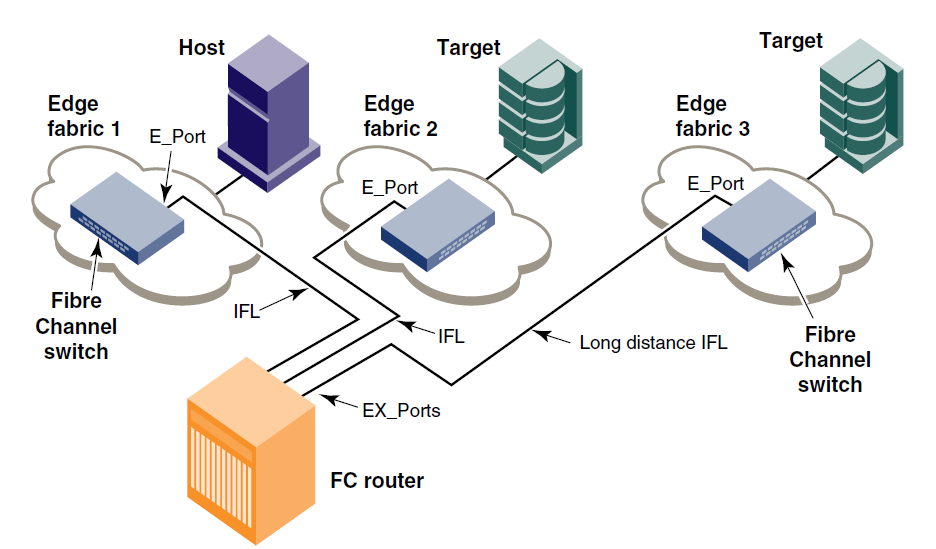 Host
Target
Target
Edge
fabric 1
E_Port
Edge
fabric 2
Edge
fabric 3
E_Port
E_Port
Fibre
Channel
switch
IFL
IFL
Long distance IFL
Fibre
Channel
switch
EX_Ports
FC router